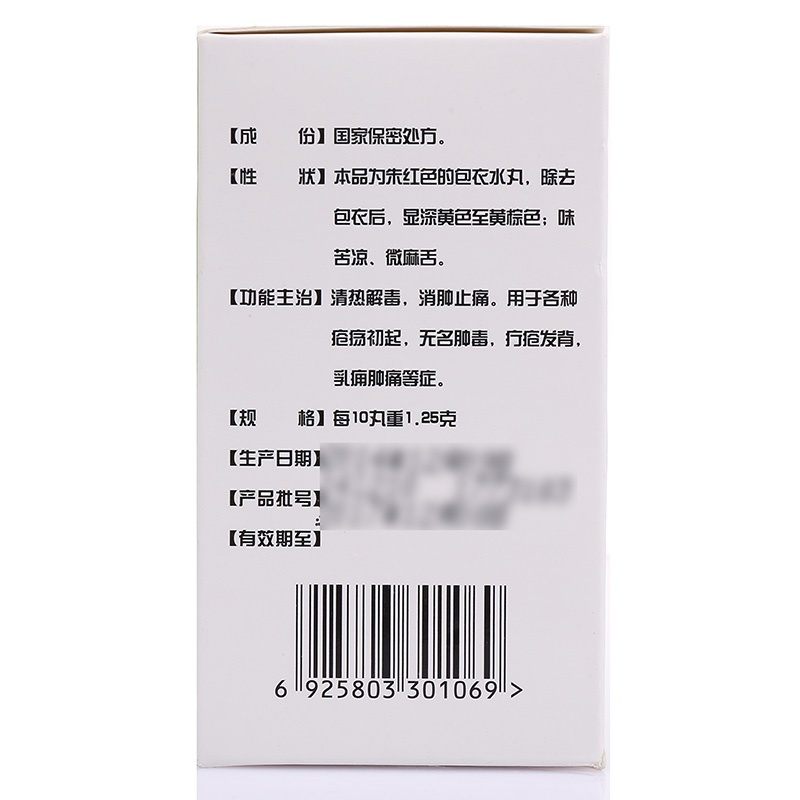 【成　份】国家保密处方。
【性　状】本品为朱红色的包衣水丸，除去
包衣后，显深黄色至黄棕色；味
苦凉、微麻舌。
【功能主治】清热解毒，消肿止痛。用于各种
疮疡初起，无名肿毒，疔疮发背，
乳痈肿痛等症。
【规　格】每10丸重1.25克
【生产日期】
【产品批号】
【有效期至】
6 925803 301069 >